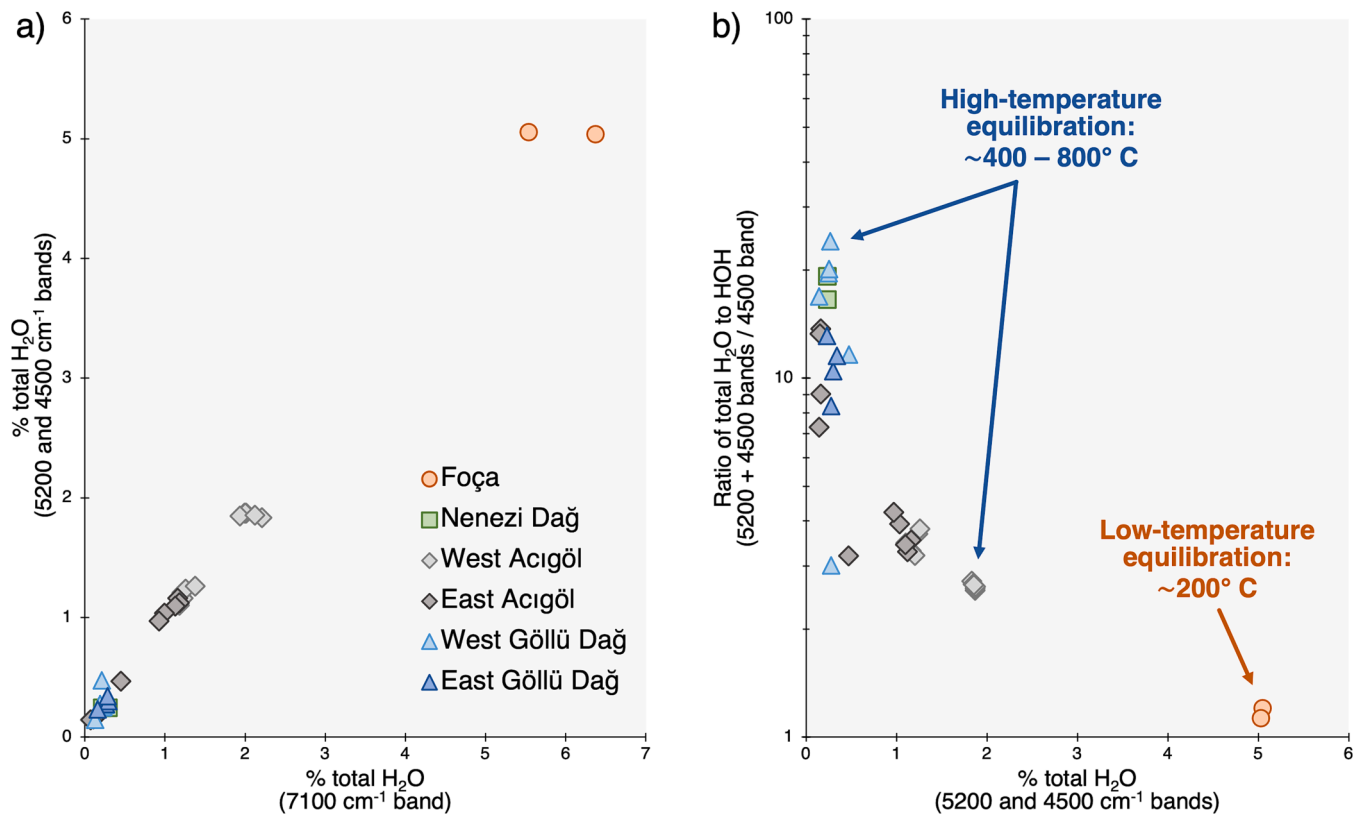 a)
6
5
4
3
2
1
0
% total H₂O
(5200 and 4500 cm⁻¹ bands)
0 1 2 3 4 5 6 7
% total H₂O
(7100 cm⁻¹ band)
Foça
Nenezi Dağ
West Acıgöl
East Acıgöl
West Göllü Dağ
East Göllü Dağ
b)
100
10
1
Ratio of total H₂O to HOH
(5200 + 4500 bands / 4500 band)
High-temperature
equilibration:
~400 – 800° C
Low-temperature
equilibration:
~200° C
0 1 2 3 4 5 6
% total H₂O
(5200 and 4500 cm⁻¹ bands)